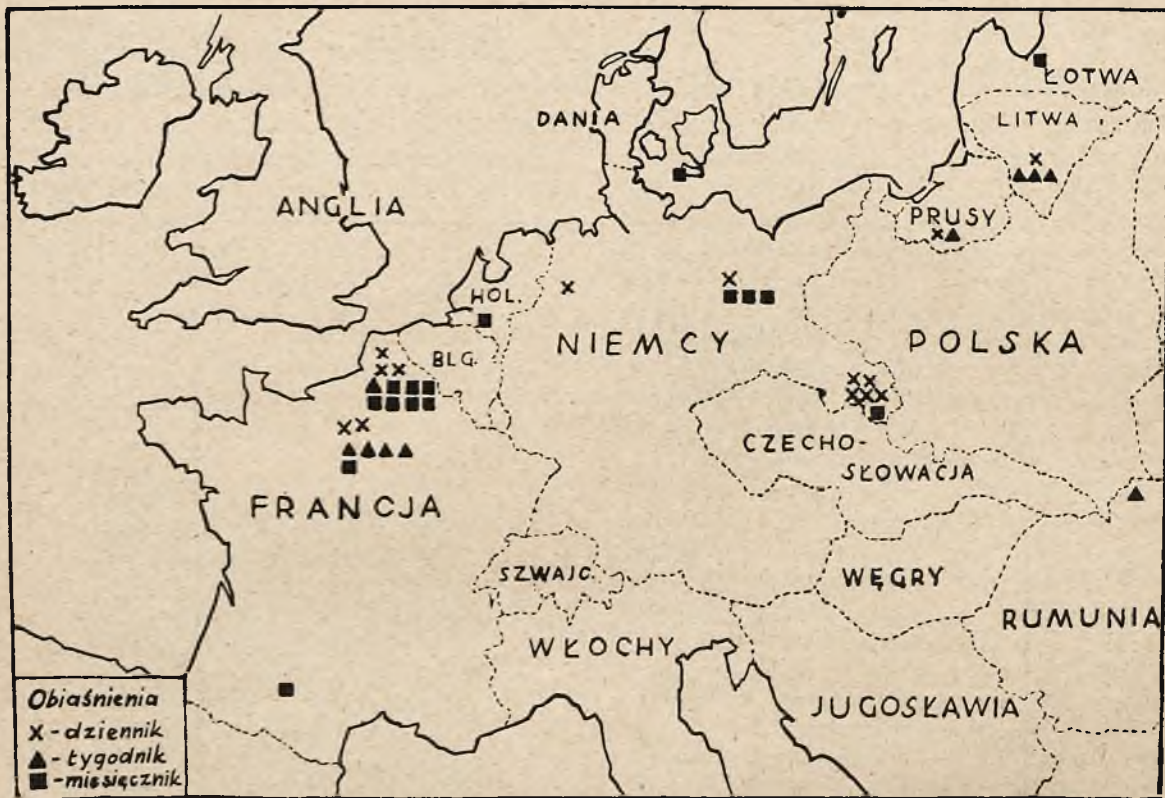 ŁOTWA
DANIA
LITWA
ANGLIA
PRUSY
HOL.
NIEMCY
POLSKA
BLG.
CZECHO-
SŁOWACJA
FRANCJA
SZWAJC.
WĘGRY
RUMUNIA
WŁOCHY
JUGOSŁAWIA
Obiaśnienia
x - dziennik
▲ - tygodnik
■ - miesięcznik